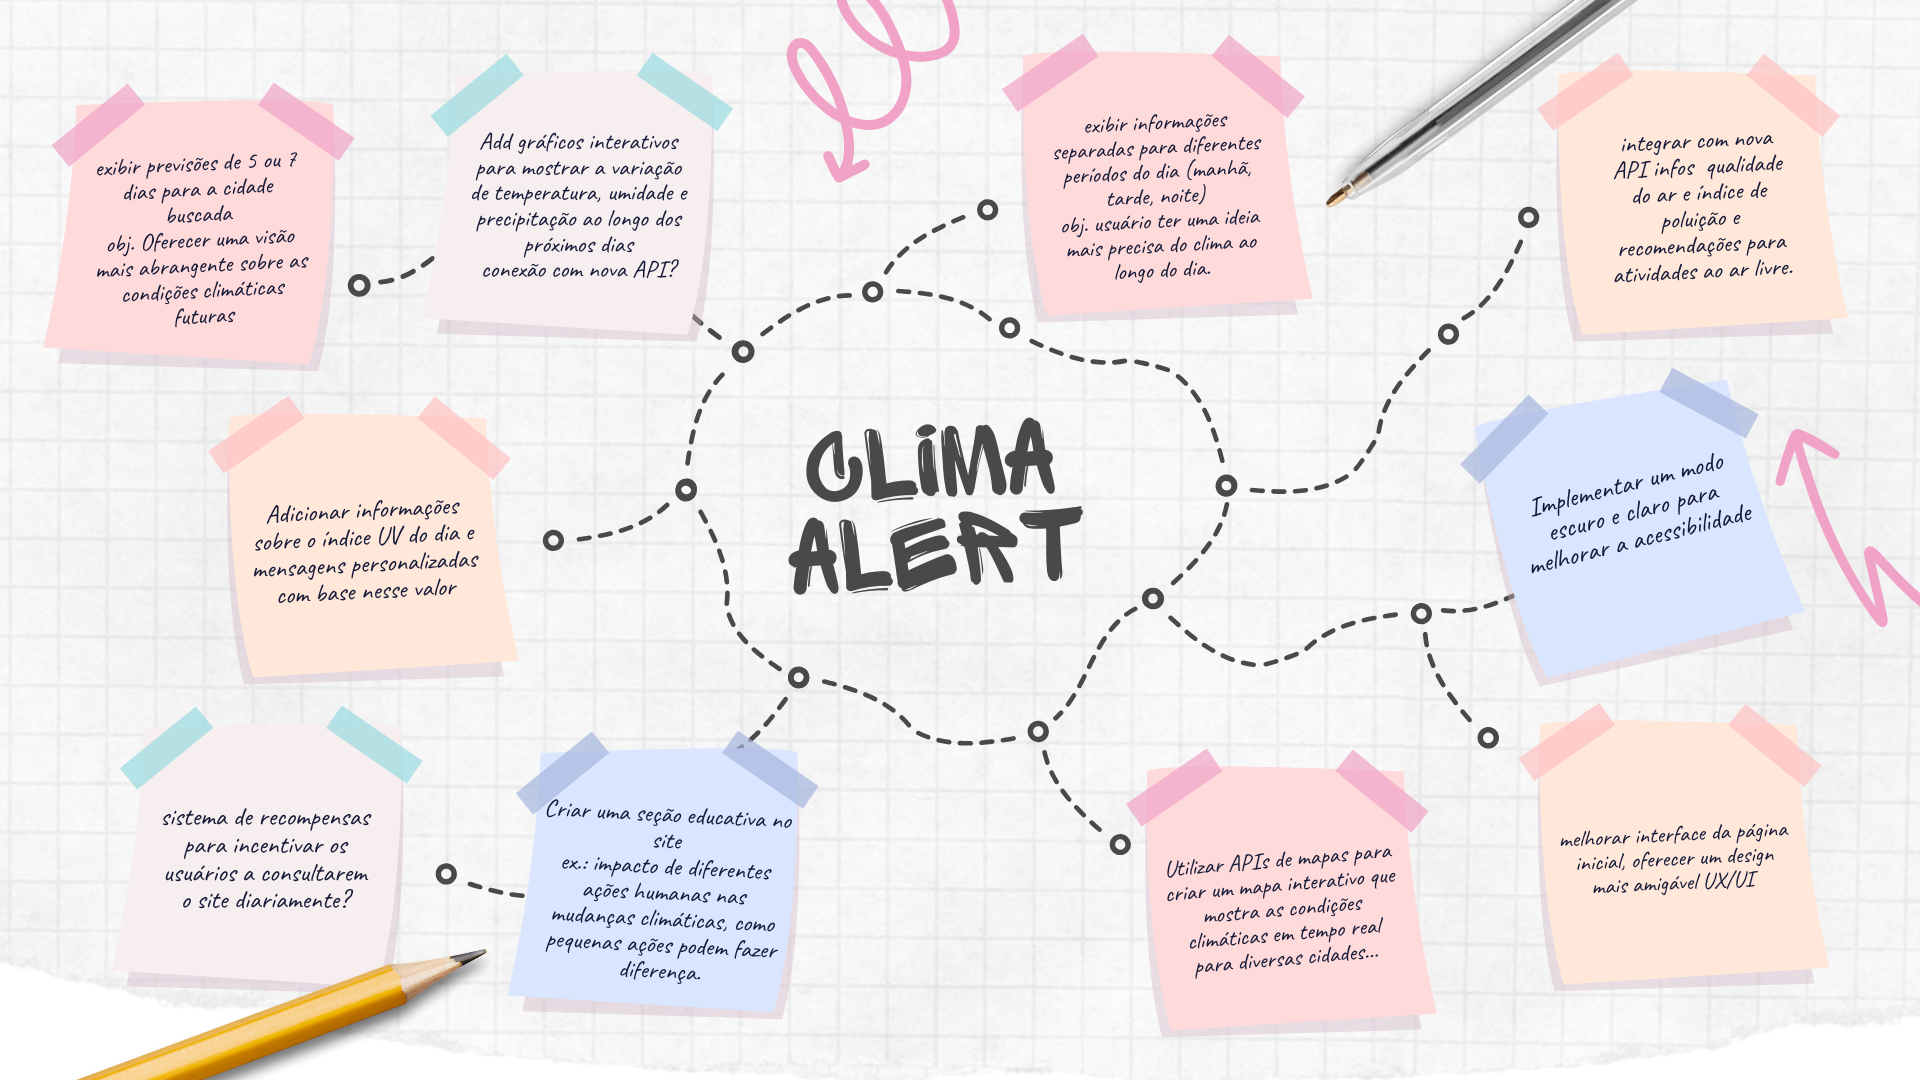 exibir previsões de 5 ou 7
dias para a cidade
buscada
obj. Oferecer uma visão
mais abrangente sobre as
condições climáticas
futuras
Add gráficos interativos
para mostrar a variação
de temperatura, umidade e
precipitação ao longo dos
próximos dias
conexão com nova API?
exibir informações
separadas para diferentes
períodos do dia (manhã,
tarde, noite)
obj. usuário ter uma ideia
mais precisa do clima ao
longo do dia.
integrar com nova
API infos qualidade
do ar e índice de
poluição e
recomendações para
atividades ao ar livre.
Adicionar informações
sobre o índice UV do dia e
mensagens personalizadas
com base nesse valor
CLIMA
ALERT
Implementar um modo
escuro e claro para
melhorar a acessibilidade
sistema de recompensas
para incentivar os
usuários a consultarem
o site diariamente?
Criar uma seção educativa no
site
ex.: impacto de diferentes
ações humanas nas
mudanças climáticas, como
pequenas ações podem fazer
diferença.
Utilizar APIs de mapas para
criar um mapa interativo que
mostra as condições
climáticas em tempo real
para diversas cidades...
melhorar interface da página
inicial, oferecer um design
mais amigável UX/UI